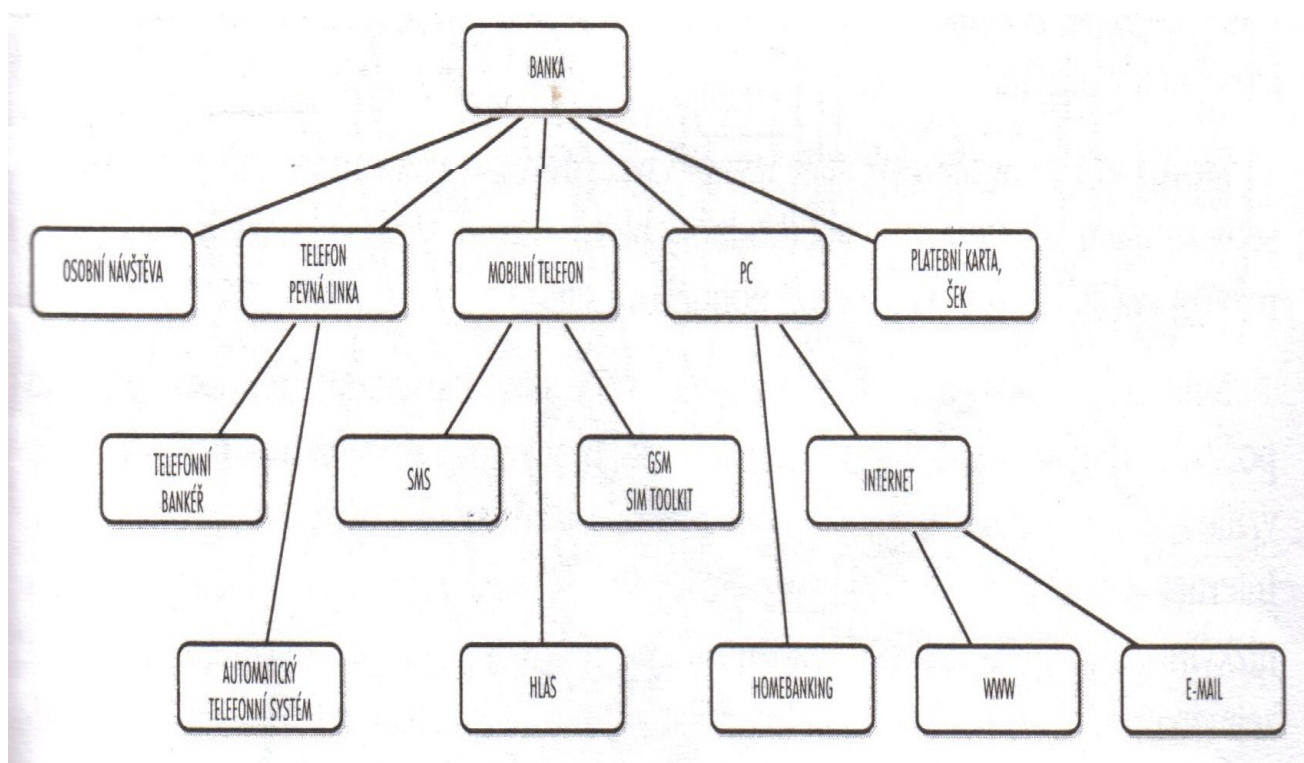 BANKA
OSOBNÍ NÁVŠTĚVA
TELEFON
PEVNÁ LINKA
MOBILNÍ TELEFON
PC
PLATEBNÍ KARTA,
ŠEK
TELEFONNÍ
BANKÉŘ
SMS
GSM
SIM TOOLKIT
INTERNET
AUTOMATICKÝ
TELEFONNÍ SYSTÉM
HLAS
HOMEBANKING
WWW
E-MAIL